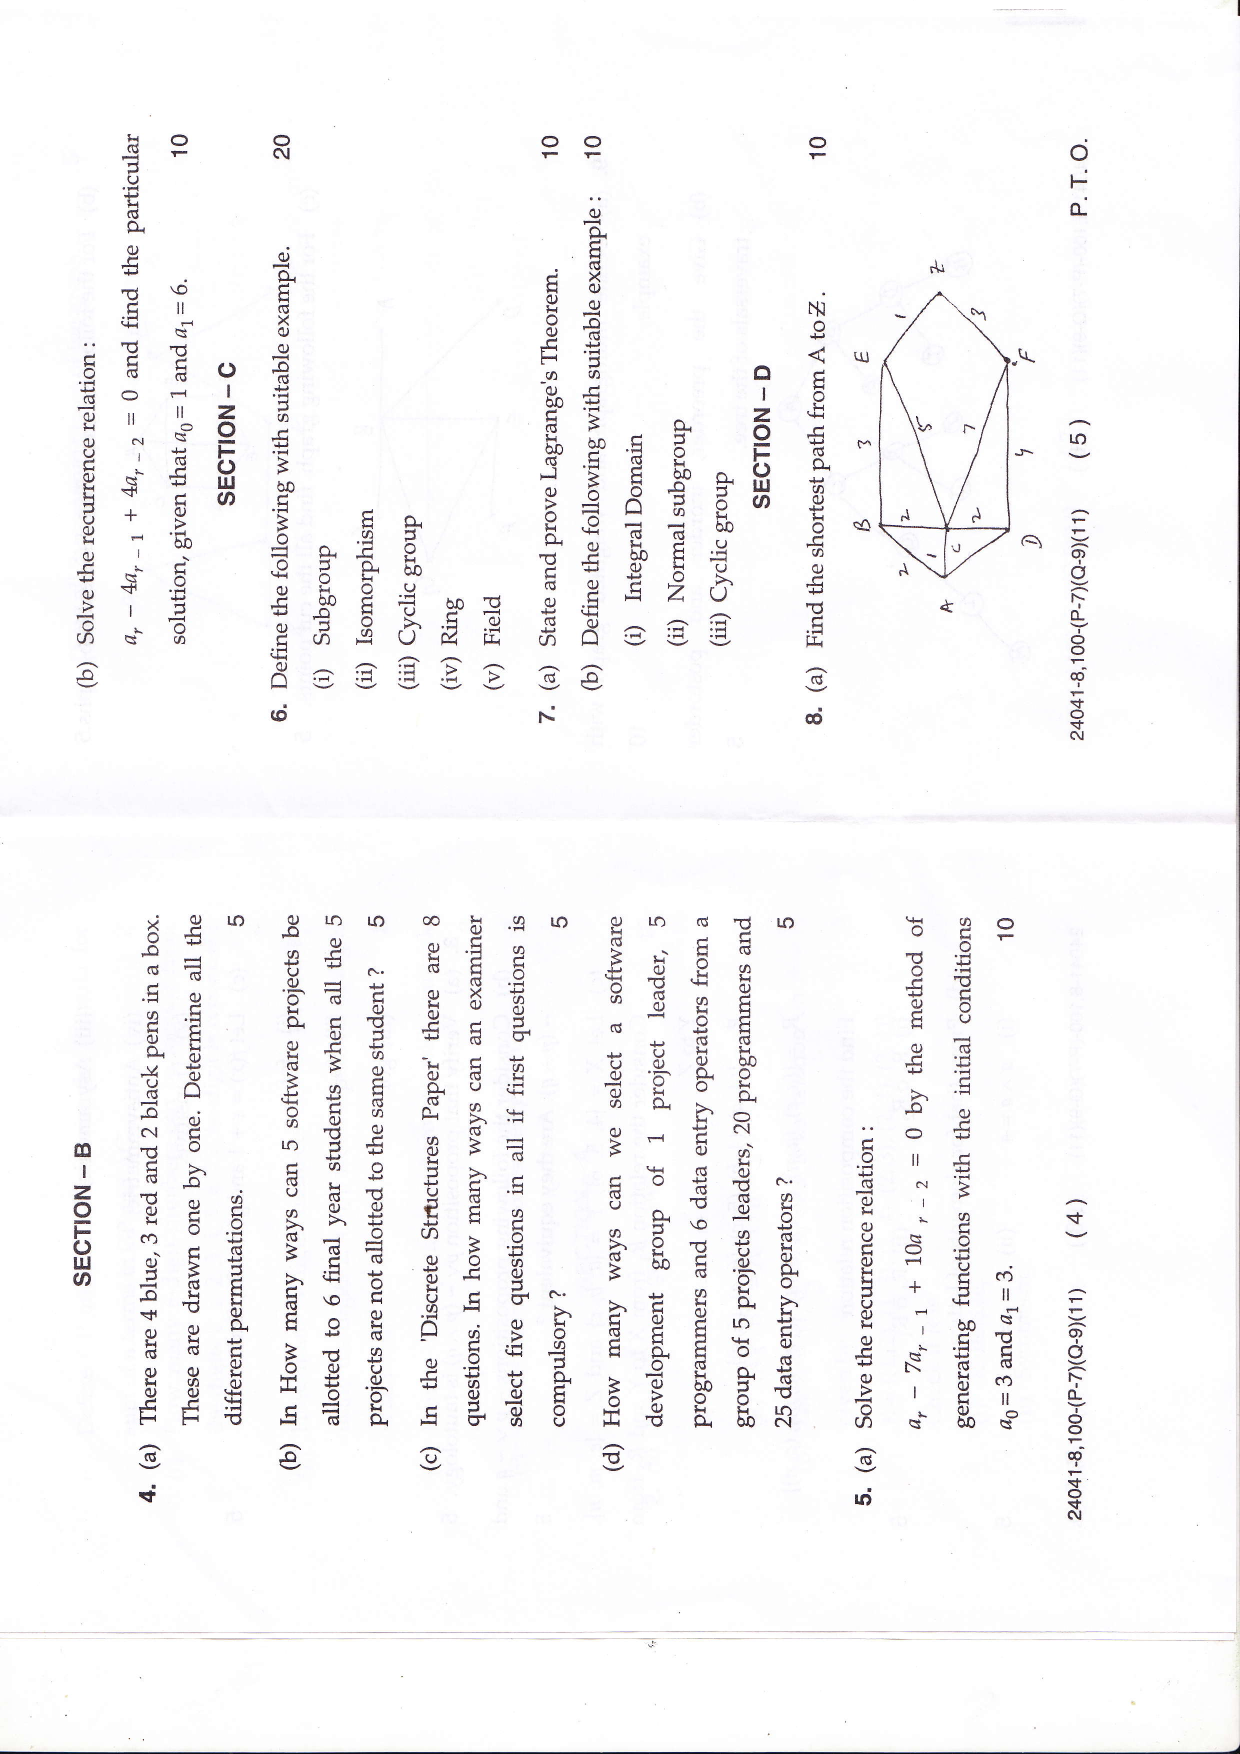 SECTION – B
4. (a) There are 4 blue, 3 red and 2 black pens in a box.
These are drawn one by one. Determine all the
different permutations. 5
(b) In How many ways can 5 software projects be
allotted to 6 final year students when all the 5
projects are not allotted to the same student ? 5
(c) In the 'Discrete Structures Paper' there are 8
questions. In how many ways can an examiner
select five questions in all if first questions is
compulsory ? 5
(d) How many ways can we select a software
development group of 1 project leader, 5
programmers and 6 data entry operators from a
group of 5 projects leaders, 20 programmers and
25 data entry operators ? 5
5. (a) Solve the recurrence relation :
aᵣ – 7aᵣ ₋ ₁ + 10a ᵣ ₋ ₂ = 0 by the method of
generating functions with the initial conditions
a₀ = 3 and a₁ = 3. 10
24041-8,100-(P-7)(Q-9)(11) ( 4 )
(b) Solve the recurrence relation :
aᵣ – 4aᵣ ₋ ₁ + 4aᵣ ₋ ₂ = 0 and find the particular
solution, given that a₀ = 1 and a₁ = 6. 10
SECTION – C
6. Define the following with suitable example. 20
(i) Subgroup
(ii) Isomorphism
(iii) Cyclic group
(iv) Ring
(v) Field
7. (a) State and prove Lagrange's Theorem. 10
(b) Define the following with suitable example : 10
(i) Integral Domain
(ii) Normal subgroup
(iii) Cyclic group
SECTION – D
8. (a) Find the shortest path from A to Z. 10
B 3 E
2 2 5 1
A 1 C z
2 7 3
D 4 F
24041-8,100-(P-7)(Q-9)(11) ( 5 ) P. T. O.